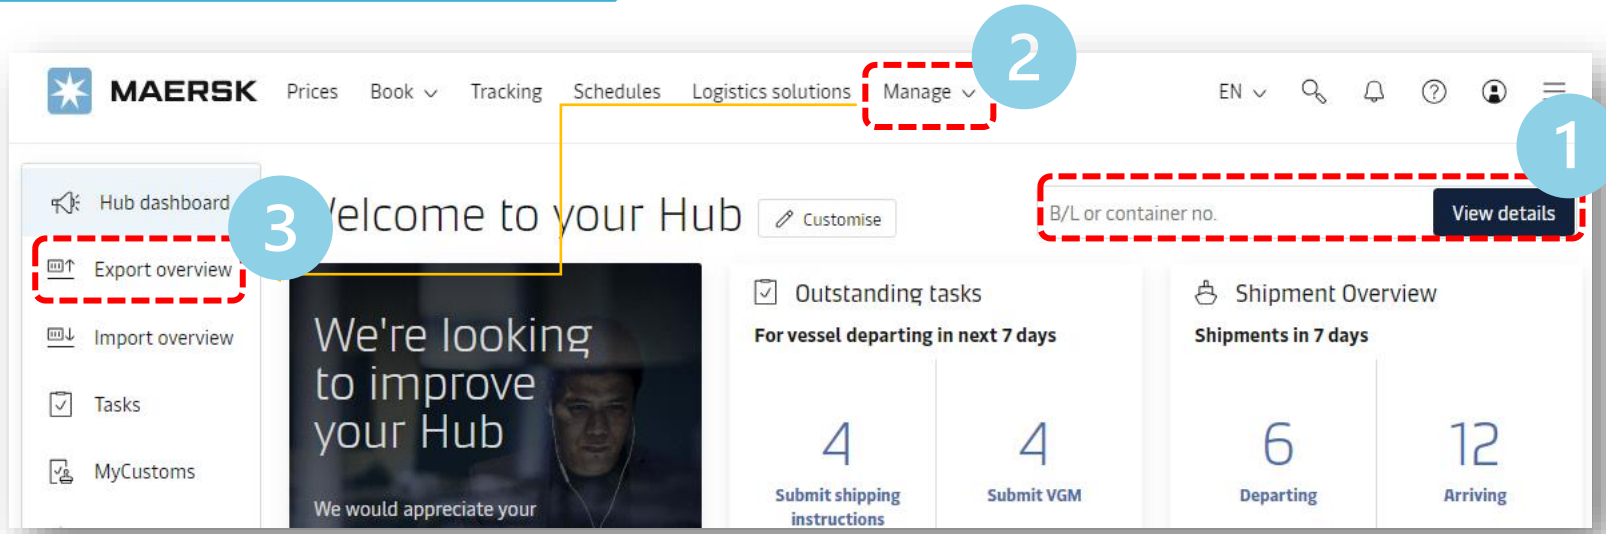 2
MAERSK Prices Book Tracking Schedules Logistics solutions Manage EN
1
Hub dashboard
3
elcome to your Hub Customise
B/L or container no. View details
Export overview
Import overview
Tasks
MyCustoms
We're looking
to improve
your Hub
We would appreciate your
Outstanding tasks
For vessel departing in next 7 days
4 4
Submit shipping Submit VGM
instructions
Shipment Overview
Shipments in 7 days
6 12
Departing Arriving